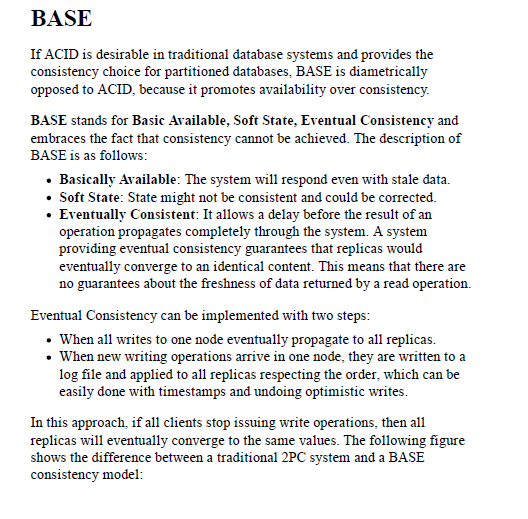 BASE
If ACID is desirable in traditional database systems and provides the
consistency choice for partitioned databases, BASE is diametrically
opposed to ACID, because it promotes availability over consistency.
BASE stands for Basic Available, Soft State, Eventual Consistency and
embraces the fact that consistency cannot be achieved. The description of
BASE is as follows:
• Basically Available: The system will respond even with stale data.
• Soft State: State might not be consistent and could be corrected.
• Eventually Consistent: It allows a delay before the result of an
operation propagates completely through the system. A system
providing eventual consistency guarantees that replicas would
eventually converge to an identical content. This means that there are
no guarantees about the freshness of data returned by a read operation.
Eventual Consistency can be implemented with two steps:
• When all writes to one node eventually propagate to all replicas.
• When new writing operations arrive in one node, they are written to a
log file and applied to all replicas respecting the order, which can be
easily done with timestamps and undoing optimistic writes.
In this approach, if all clients stop issuing write operations, then all
replicas will eventually converge to the same values. The following figure
shows the difference between a traditional 2PC system and a BASE
consistency model: